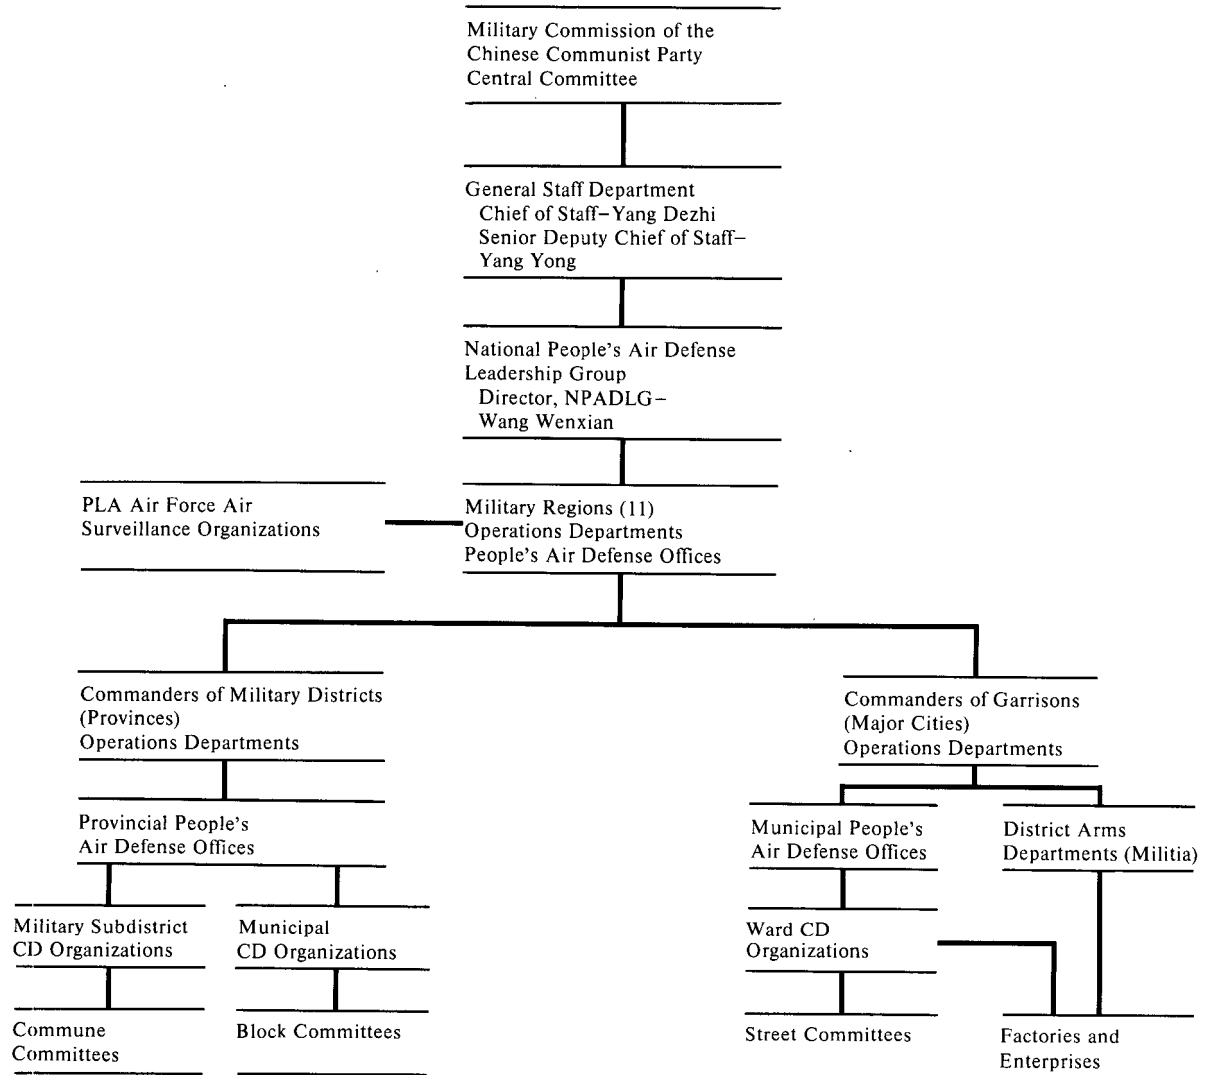 Military Commission of the
Chinese Communist Party
Central Committee
General Staff Department
Chief of Staff–Yang Dezhi
Senior Deputy Chief of Staff–
Yang Yong
National People's Air Defense
Leadership Group
Director, NPADLG–
Wang Wenxian
PLA Air Force Air
Surveillance Organizations
Military Regions (11)
Operations Departments
People's Air Defense Offices
Commanders of Military Districts
(Provinces)
Operations Departments
Commanders of Garrisons
(Major Cities)
Operations Departments
Provincial People's
Air Defense Offices
Municipal People's
Air Defense Offices
District Arms
Departments (Militia)
Military Subdistrict
CD Organizations
Municipal
CD Organizations
Ward CD
Organizations
Commune
Committees
Block Committees
Street Committees
Factories and
Enterprises